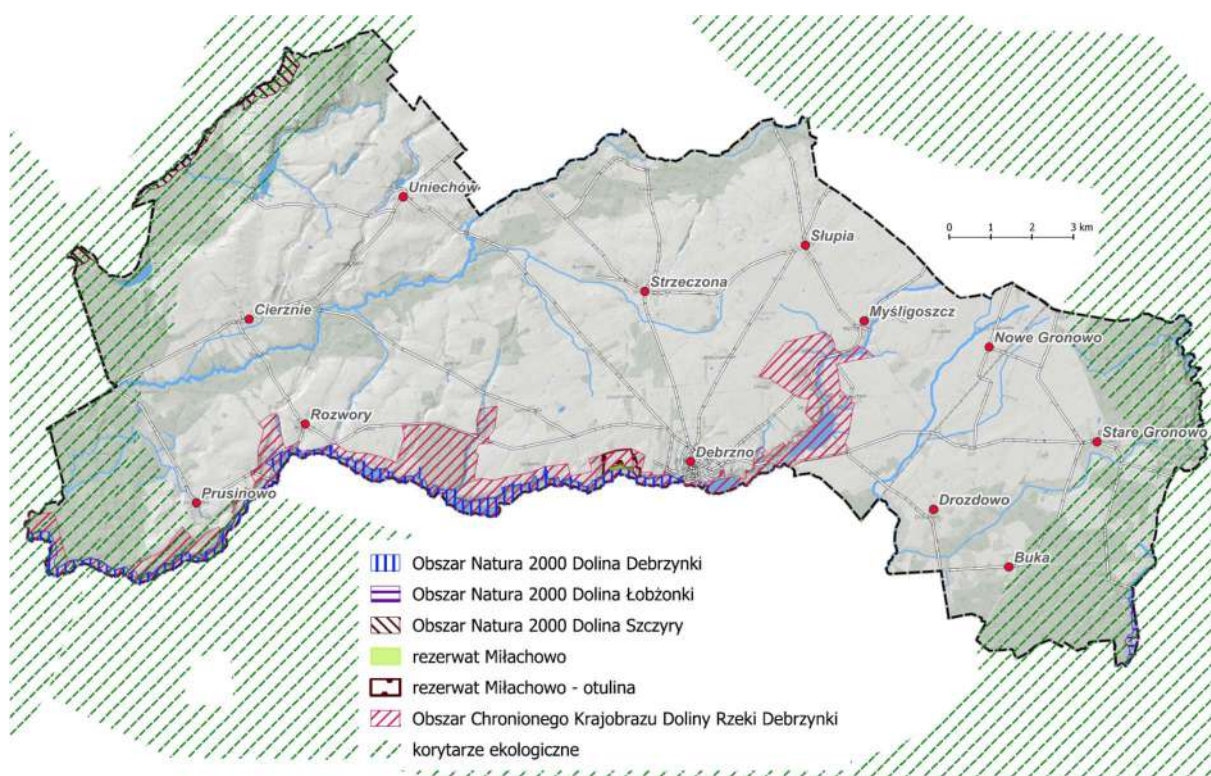 Uniechów
Słupia
0 1 2 3 km
Strzeczona
Cierznie
Myśligoszcz
Nowe Gronowo
Rozwory
Stare Gronowo
Debrzno
Prusinowo
Drozdowo
Buka
Obszar Natura 2000 Dolina Debrzynki
Obszar Natura 2000 Dolina Łobżonki
Obszar Natura 2000 Dolina Szczyry
rezerwat Miłachowo
rezerwat Miłachowo - otulina
Obszar Chronionego Krajobrazu Doliny Rzeki Debrzynki
korytarze ekologiczne